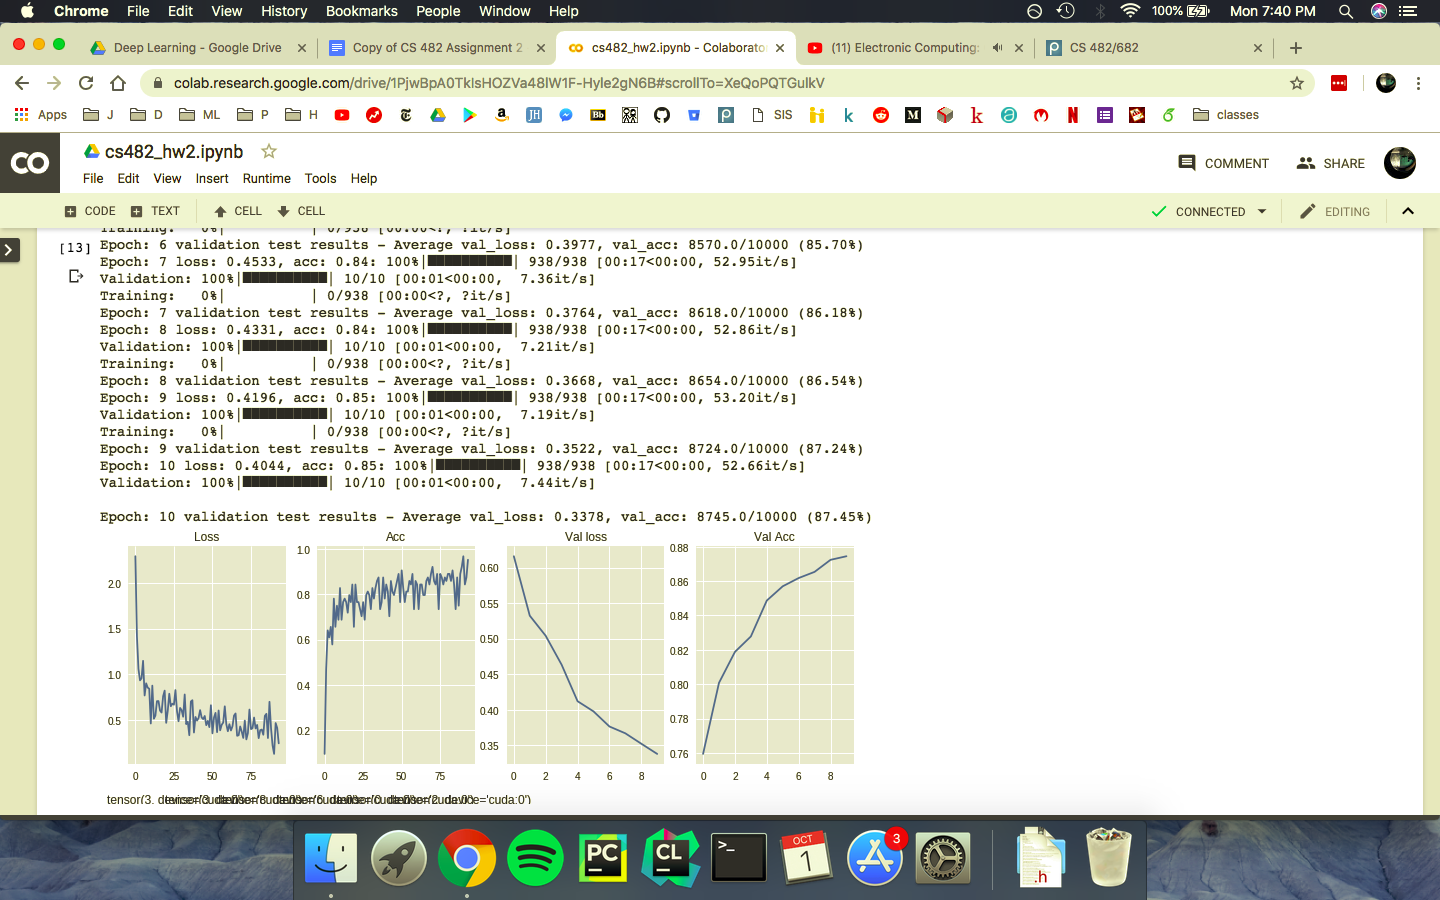 Chrome File Edit View History Bookmarks People Window Help 100% Mon 7:40 PM
Deep Learning - Google Drive Copy of CS 482 Assignment 2 cs482_hw2.ipynb - Colaborato (11) Electronic Computing: CS 482/682
colab.research.google.com/drive/
Apps J D ML P H SIS classes
CO cs482_hw2.ipynb
File Edit View Insert Runtime Tools Help
COMMENT SHARE
CODE TEXT CELL CELL CONNECTED EDITING
Training: 0%| | 0/938 [00:00<?, ?it/s]
[13] Epoch: 6 validation test results - Average val_loss: 0.3977, val_acc: 8570.0/10000 (85.70%)
Epoch: 7 loss: 0.4533, acc: 0.84: 100%|██████████| 938/938 [00:17<00:00, 52.95it/s]
Validation: 100%|██████████| 10/10 [00:01<00:00, 7.36it/s]
Training: 0%| | 0/938 [00:00<?, ?it/s]
Epoch: 7 validation test results - Average val_loss: 0.3764, val_acc: 8618.0/10000 (86.18%)
Epoch: 8 loss: 0.4331, acc: 0.84: 100%|██████████| 938/938 [00:17<00:00, 52.86it/s]
Validation: 100%|██████████| 10/10 [00:01<00:00, 7.21it/s]
Training: 0%| | 0/938 [00:00<?, ?it/s]
Epoch: 8 validation test results - Average val_loss: 0.3668, val_acc: 8654.0/10000 (86.54%)
Epoch: 9 loss: 0.4196, acc: 0.85: 100%|██████████| 938/938 [00:17<00:00, 53.20it/s]
Validation: 100%|██████████| 10/10 [00:01<00:00, 7.19it/s]
Training: 0%| | 0/938 [00:00<?, ?it/s]
Epoch: 9 validation test results - Average val_loss: 0.3522, val_acc: 8724.0/10000 (87.24%)
Epoch: 10 loss: 0.4044, acc: 0.85: 100%|██████████| 938/938 [00:17<00:00, 52.66it/s]
Validation: 100%|██████████| 10/10 [00:01<00:00, 7.44it/s]
Epoch: 10 validation test results - Average val_loss: 0.3378, val_acc: 8745.0/10000 (87.45%)
Loss Acc Val loss Val Acc
2.0 1.5 1.0 0.5
0 25 50 75
1.0 0.8 0.6 0.4 0.2
0 25 50 75
0.60 0.55 0.50 0.45 0.40 0.35
0 2 4 6 8
0.88 0.86 0.84 0.82 0.80 0.78 0.76
0 2 4 6 8
tensor(3. device='cuda:0')
PC CL >_ OCT 1 3 .h